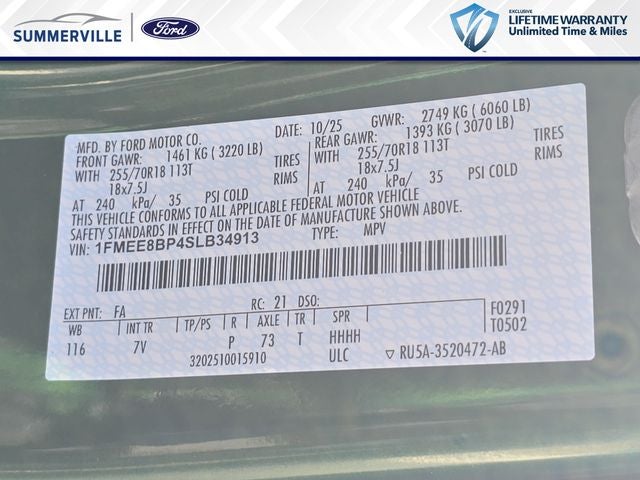 SUMMERVILLE
Ford
EXCLUSIVE
LIFETIME WARRANTY
Unlimited Time & Miles
MFD. BY FORD MOTOR CO.
DATE: 10/25 GVWR: 2749 KG (6060 LB)
FRONT GAWR: 1461 KG (3220 LB)
REAR GAWR: 1393 KG (3070 LB)
WITH 255/70R18 113T TIRES
WITH 255/70R18 113T TIRES
18x7.5J RIMS
18x7.5J RIMS
AT 240 kPa/ 35 PSI COLD
AT 240 kPa/ 35 PSI COLD
THIS VEHICLE CONFORMS TO ALL APPLICABLE FEDERAL MOTOR VEHICLE
SAFETY STANDARDS IN EFFECT ON THE DATE OF MANUFACTURE SHOWN ABOVE.
VIN: 1FMEE8BP4SLB34913 TYPE: MPV
EXT PNT: FA RC: 21 DSO:
WB INT TR TP/PS R AXLE TR SPR
116 7V P 73 T HHHH
F0291
T0502
3202510015910 ULC ▽ RU5A-3520472-AB